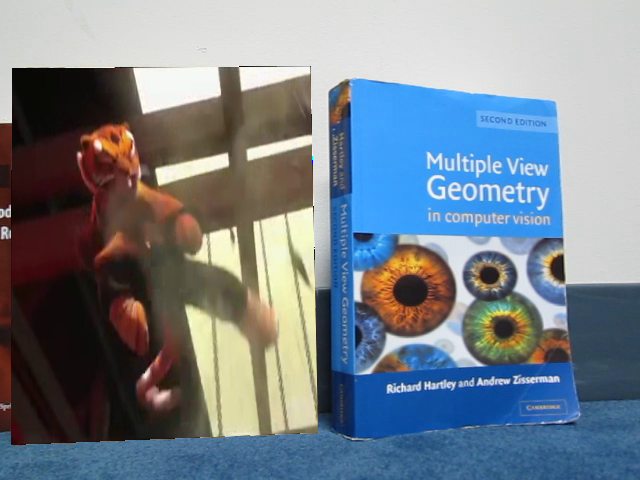 SECOND EDITION
Multiple View
Geometry
in computer vision
Richard Hartley and Andrew Zisserman
CAMBRIDGE
Hartley and
Zisserman
Multiple View Geometry